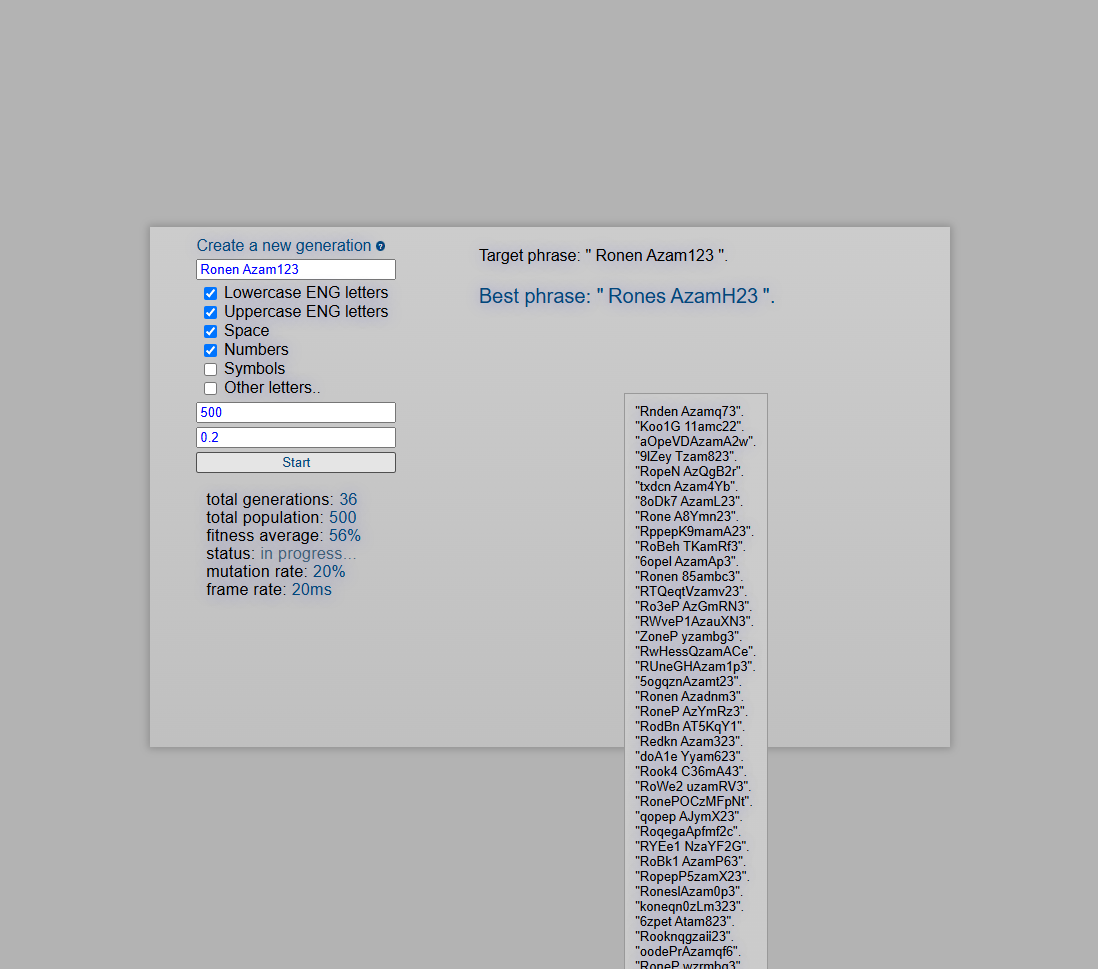 Create a new generation ?
Ronen Azam123
Lowercase ENG letters
Uppercase ENG letters
Space
Numbers
Symbols
Other letters..
500
0.2
Start
total generations: 36
total population: 500
fitness average: 56%
status: in progress...
mutation rate: 20%
frame rate: 20ms
Target phrase: " Ronen Azam123 ".
Best phrase: " Rones AzamH23 ".
"Rnden Azamq73".
"Koo1G 11amc22".
"aOpeVDAzamA2w".
"9lZey Tzam823".
"RopeN AzQgB2r".
"txdcn Azam4Yb".
"8oDk7 AzamL23".
"Rone A8Ymn23".
"RppepK9mamA23".
"RoBeh TKamRf3".
"6opel AzamAp3".
"Ronen 85ambc3".
"RTQeqtVzamv23".
"Ro3eP AzGmRN3".
"RWveP1AzauXN3".
"ZoneP yzambg3".
"RwHessQzamACe".
"RUneGHAzam1p3".
"5ogqznAzamt23".
"Ronen Azadnm3".
"RoneP AzYmRz3".
"RodBn AT5KqY1".
"Redkn Azam323".
"doA1e Yyam623".
"Rook4 C36mA43".
"RoWe2 uzamRV3".
"RonePOCzMFpNt".
"qopep AJymX23".
"RoqegaApfmf2c".
"RYEe1 NzaYF2G".
"RoBk1 AzamP63".
"RopepP5zamX23".
"RoneslAzam0p3".
"koneqn0zLm323".
"6zpet Atam823".
"Rooknqgzaii23".
"oodePrAzamqf6".
"RoneP wzrmbg3".